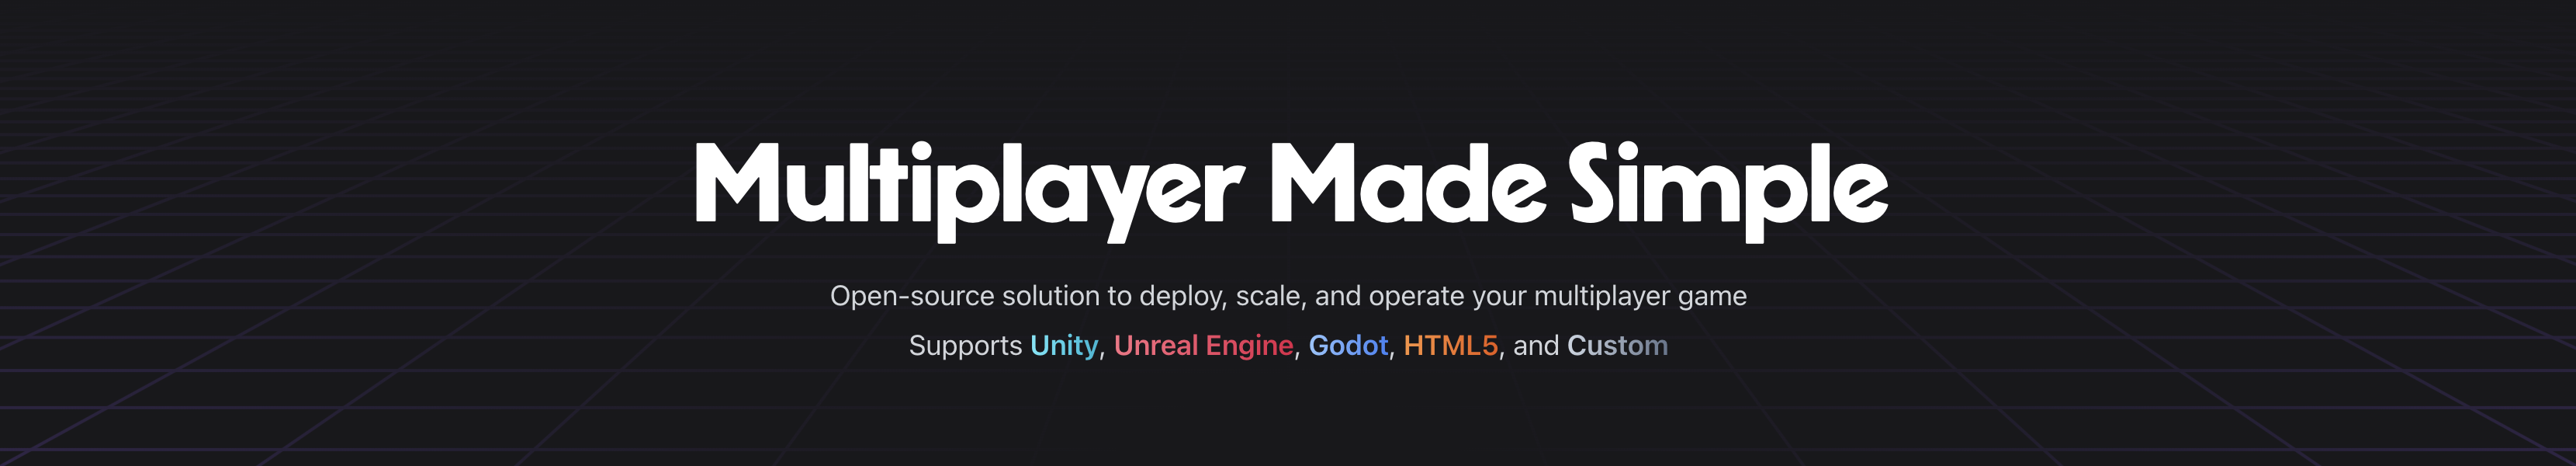 Multiplayer Made Simple
Open-source solution to deploy, scale, and operate your multiplayer game
Supports Unity, Unreal Engine, Godot, HTML5, and Custom